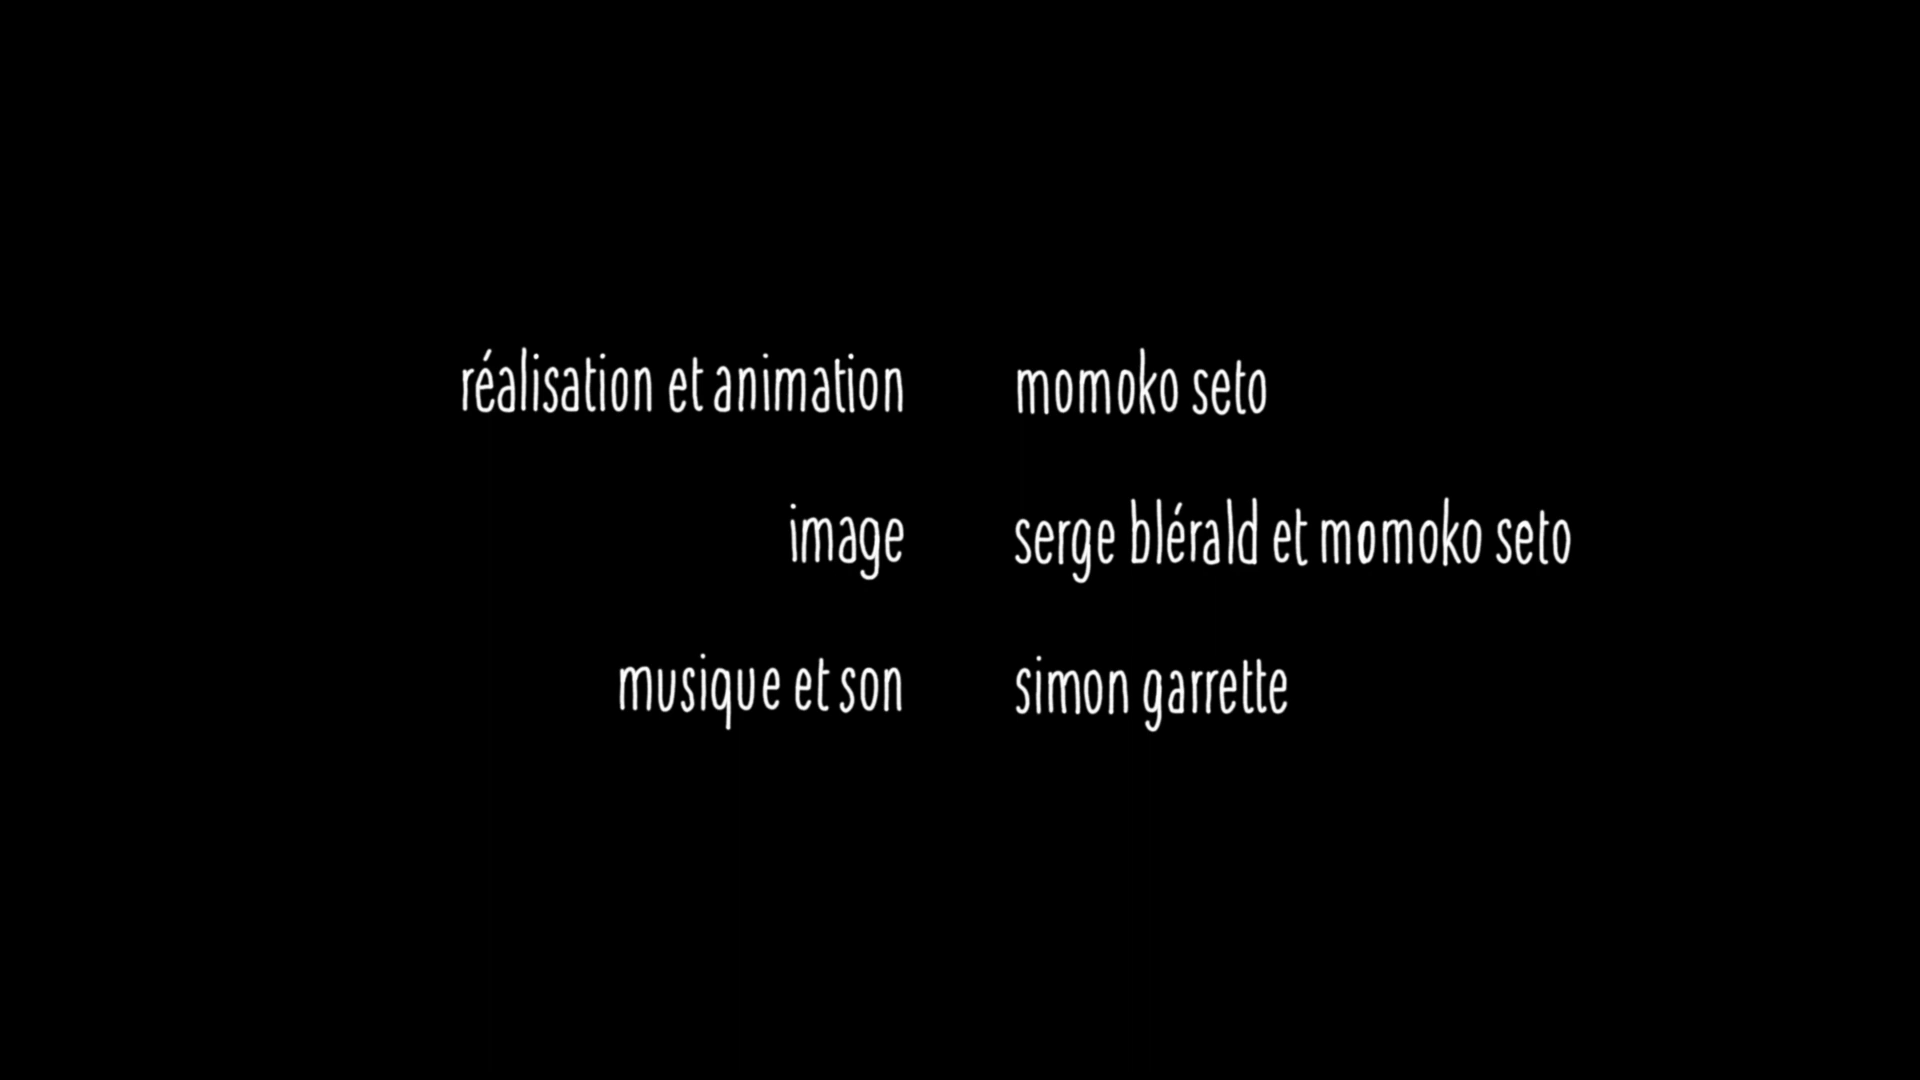 réalisation et animation momoko seto
image serge blérald et momoko seto
musique et son simon garrette